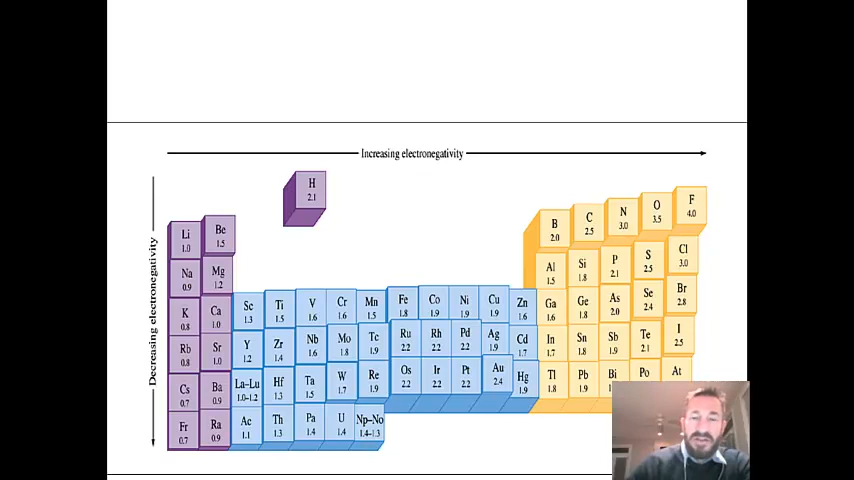 Increasing electronegativity
Decreasing electronegativity
H
2.1
Li Be B C N O F
1.0 1.5 2.0 2.5 3.0 3.5 4.0
Na Mg Al Si P S Cl
0.9 1.2 1.5 1.8 2.1 2.5 3.0
K Ca Sc Ti V Cr Mn Fe Co Ni Cu Zn Ga Ge As Se Br
0.8 1.0 1.3 1.5 1.6 1.6 1.5 1.8 1.9 1.9 1.9 1.6 1.6 1.8 2.0 2.4 2.8
Rb Sr Y Zr Nb Mo Tc Ru Rh Pd Ag Cd In Sn Sb Te I
0.8 1.0 1.2 1.4 1.6 1.8 1.9 2.2 2.2 2.2 1.9 1.7 1.7 1.8 1.9 2.1 2.5
Cs Ba La–Lu Hf Ta W Re Os Ir Pt Au Hg Tl Pb Bi Po At
0.7 0.9 1.0–1.2 1.3 1.5 1.7 1.9 2.2 2.2 2.2 2.4 1.9 1.8 1.9
Fr Ra Ac Th Pa U Np–No
0.7 0.9 1.1 1.3 1.4 1.4 1.4–1.3